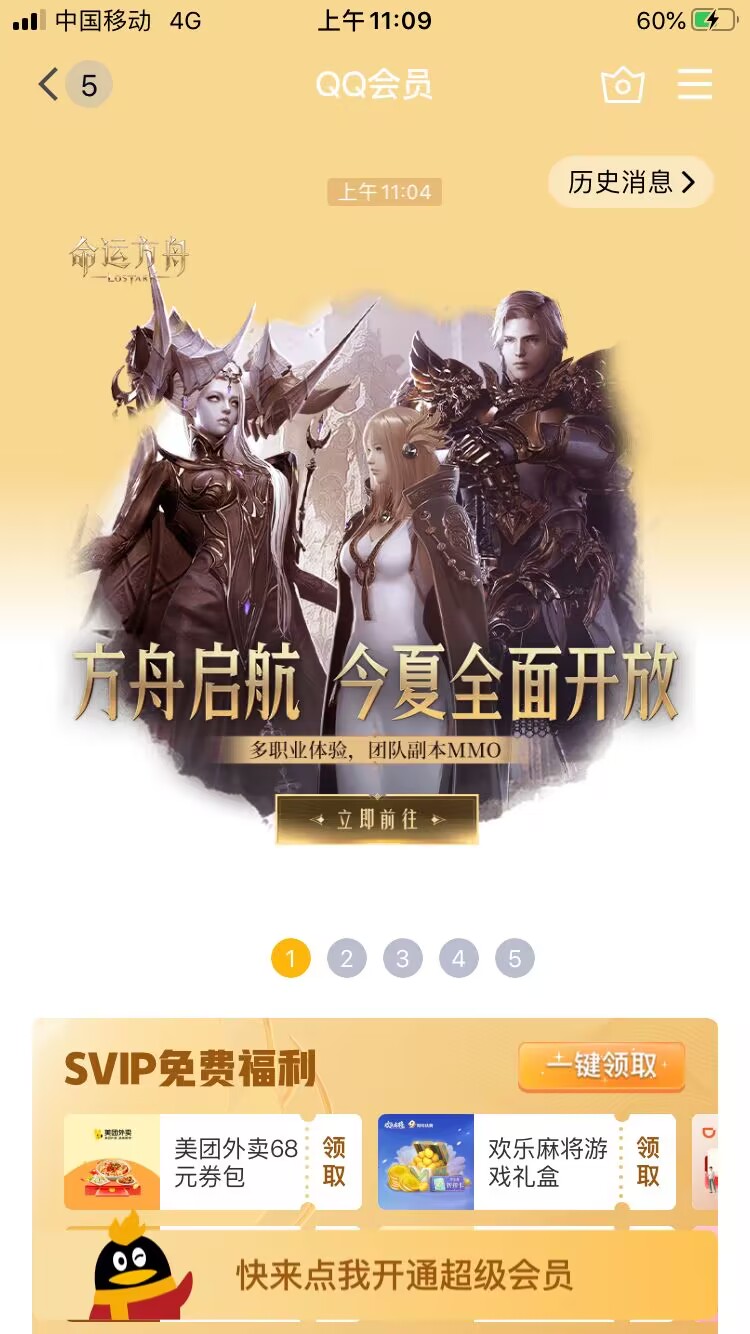 中国移动 4G 上午11:09 60%
5 QQ会员
历史消息
上午11:04
命运方舟
LOST ARK
方舟启航 今夏全面开放
多职业体验，团队副本MMO
立即前往
1 2 3 4 5
SVIP免费福利 一键领取
美团外卖
美团外卖68
元券包
领
取
欢乐麻将游
戏礼盒
领
取
快来点我开通超级会员